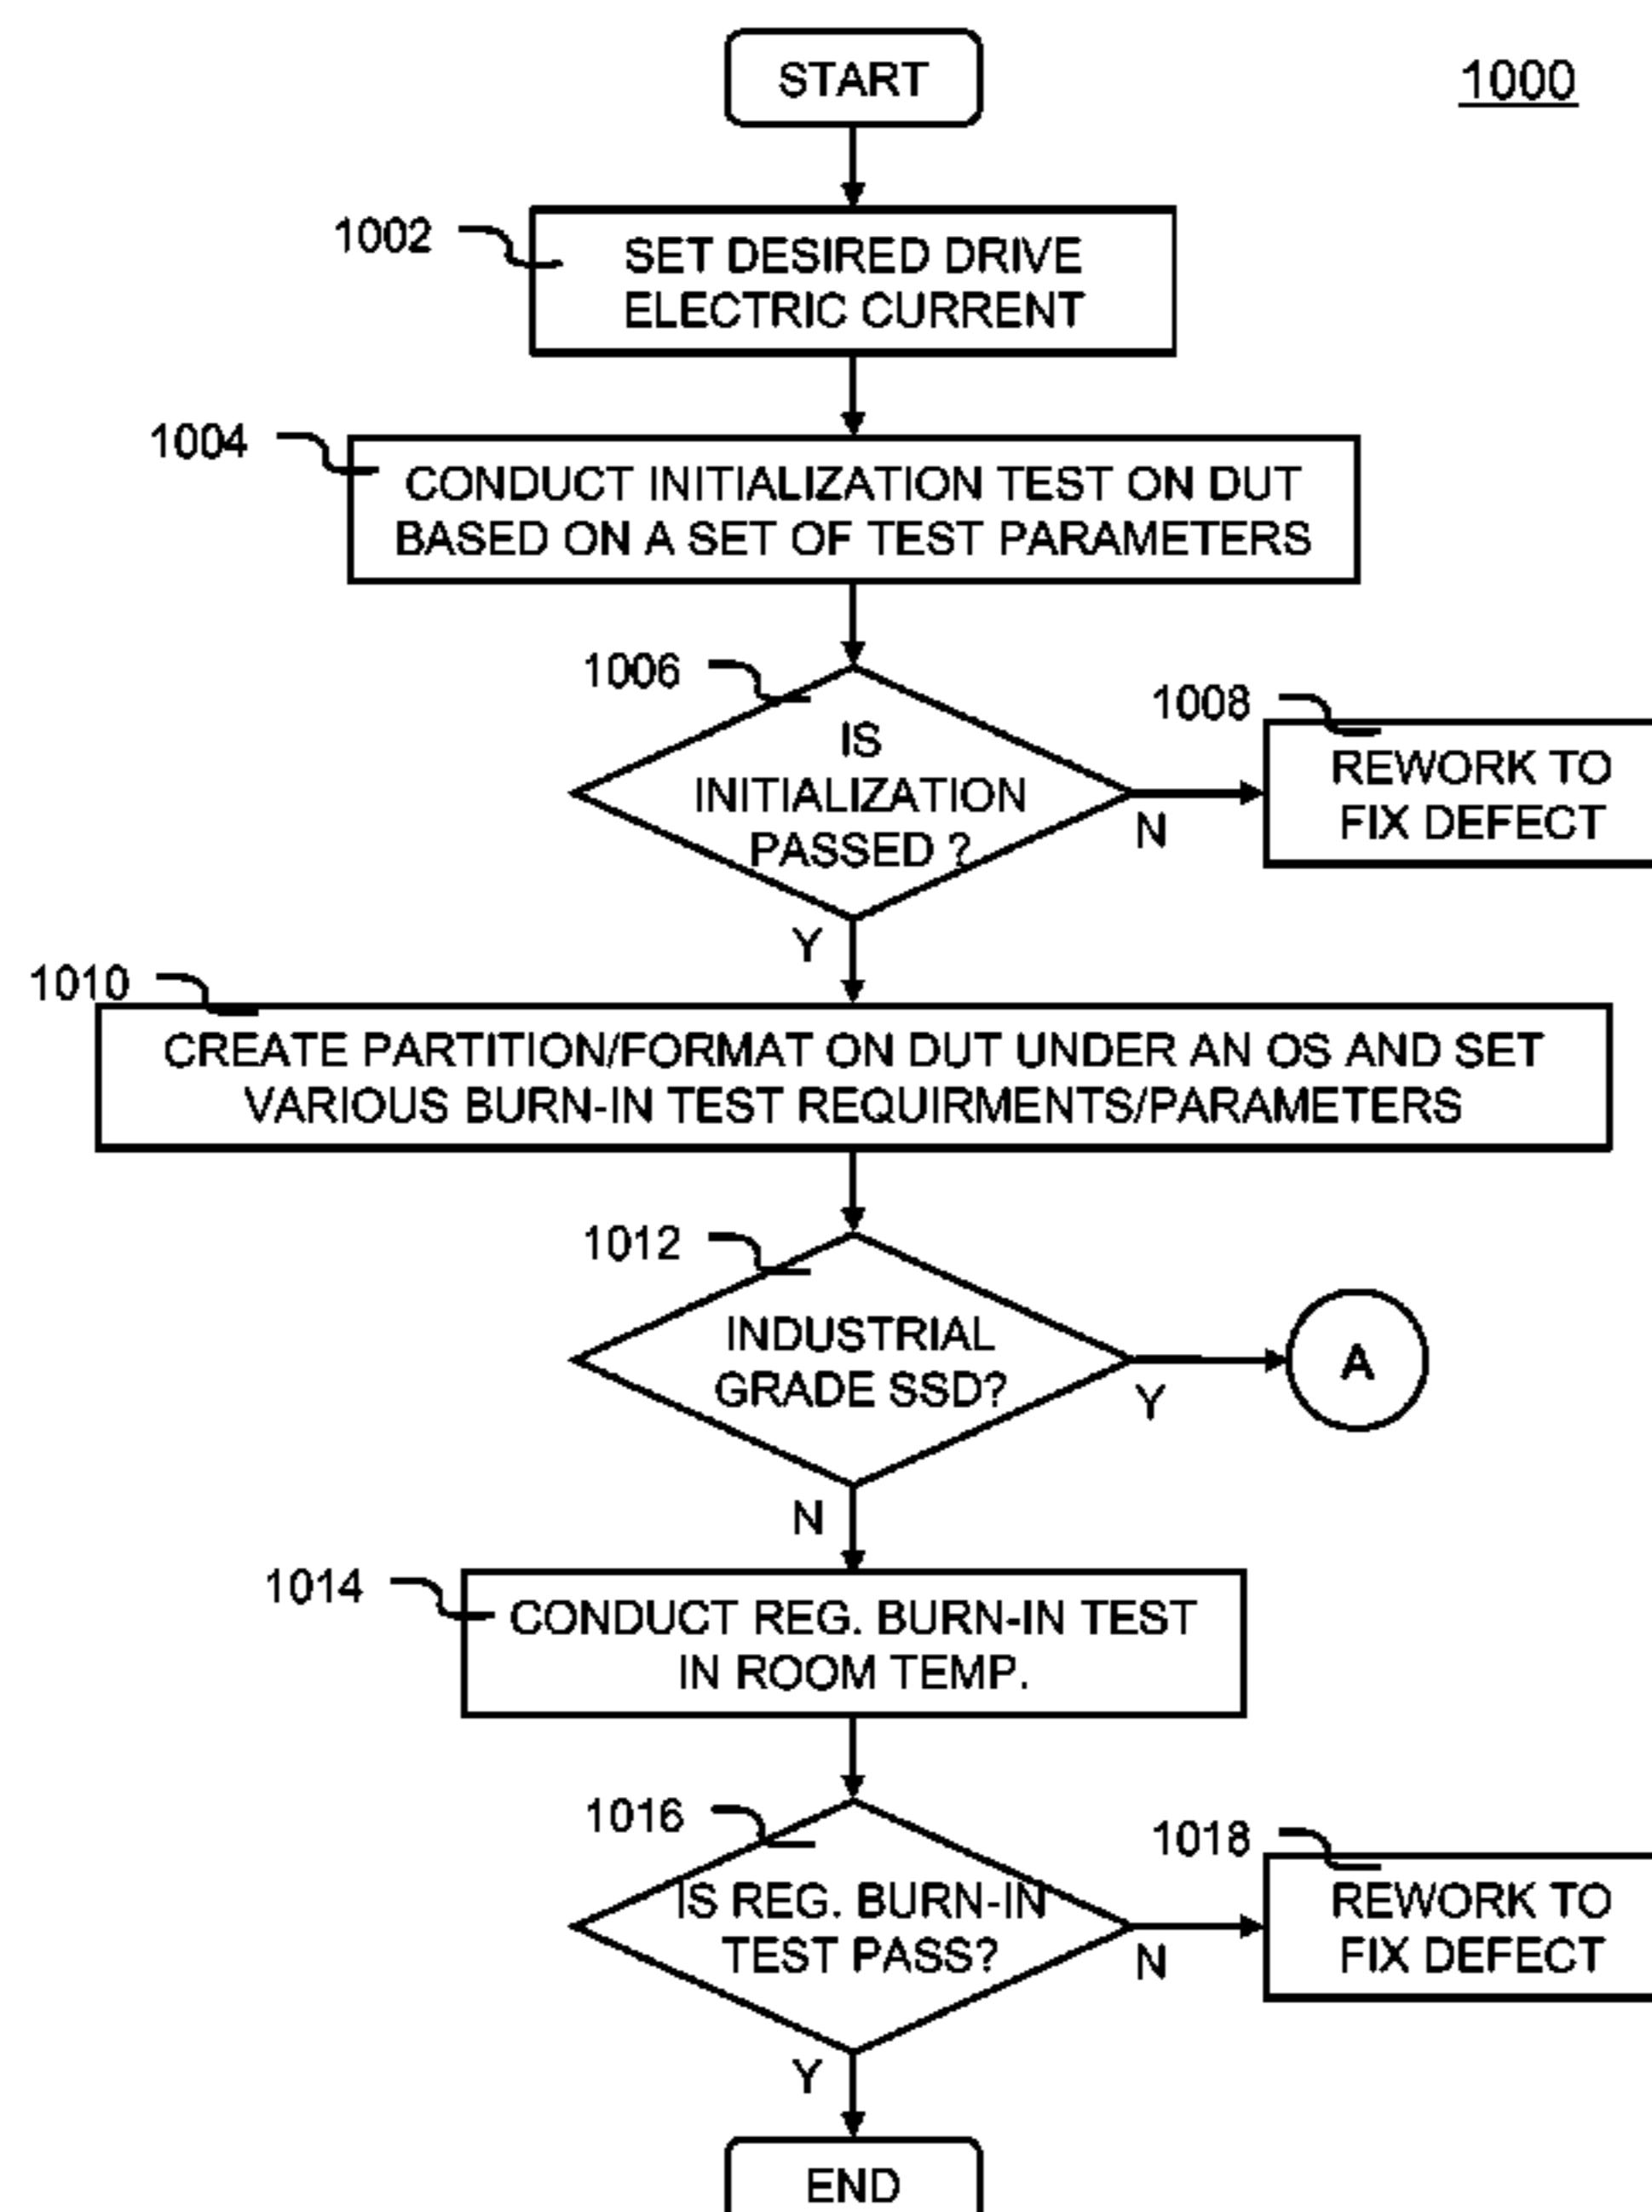 START
1000
1002
SET DESIRED DRIVE
ELECTRIC CURRENT
1004
CONDUCT INITIALIZATION TEST ON DUT
BASED ON A SET OF TEST PARAMETERS
1006
IS
INITIALIZATION
PASSED ?
N
1008
REWORK TO
FIX DEFECT
Y
1010
CREATE PARTITION/FORMAT ON DUT UNDER AN OS AND SET
VARIOUS BURN-IN TEST REQUIRMENTS/PARAMETERS
1012
INDUSTRIAL
GRADE SSD?
Y
A
N
1014
CONDUCT REG. BURN-IN TEST
IN ROOM TEMP.
1016
IS REG. BURN-IN
TEST PASS?
N
1018
REWORK TO
FIX DEFECT
Y
END